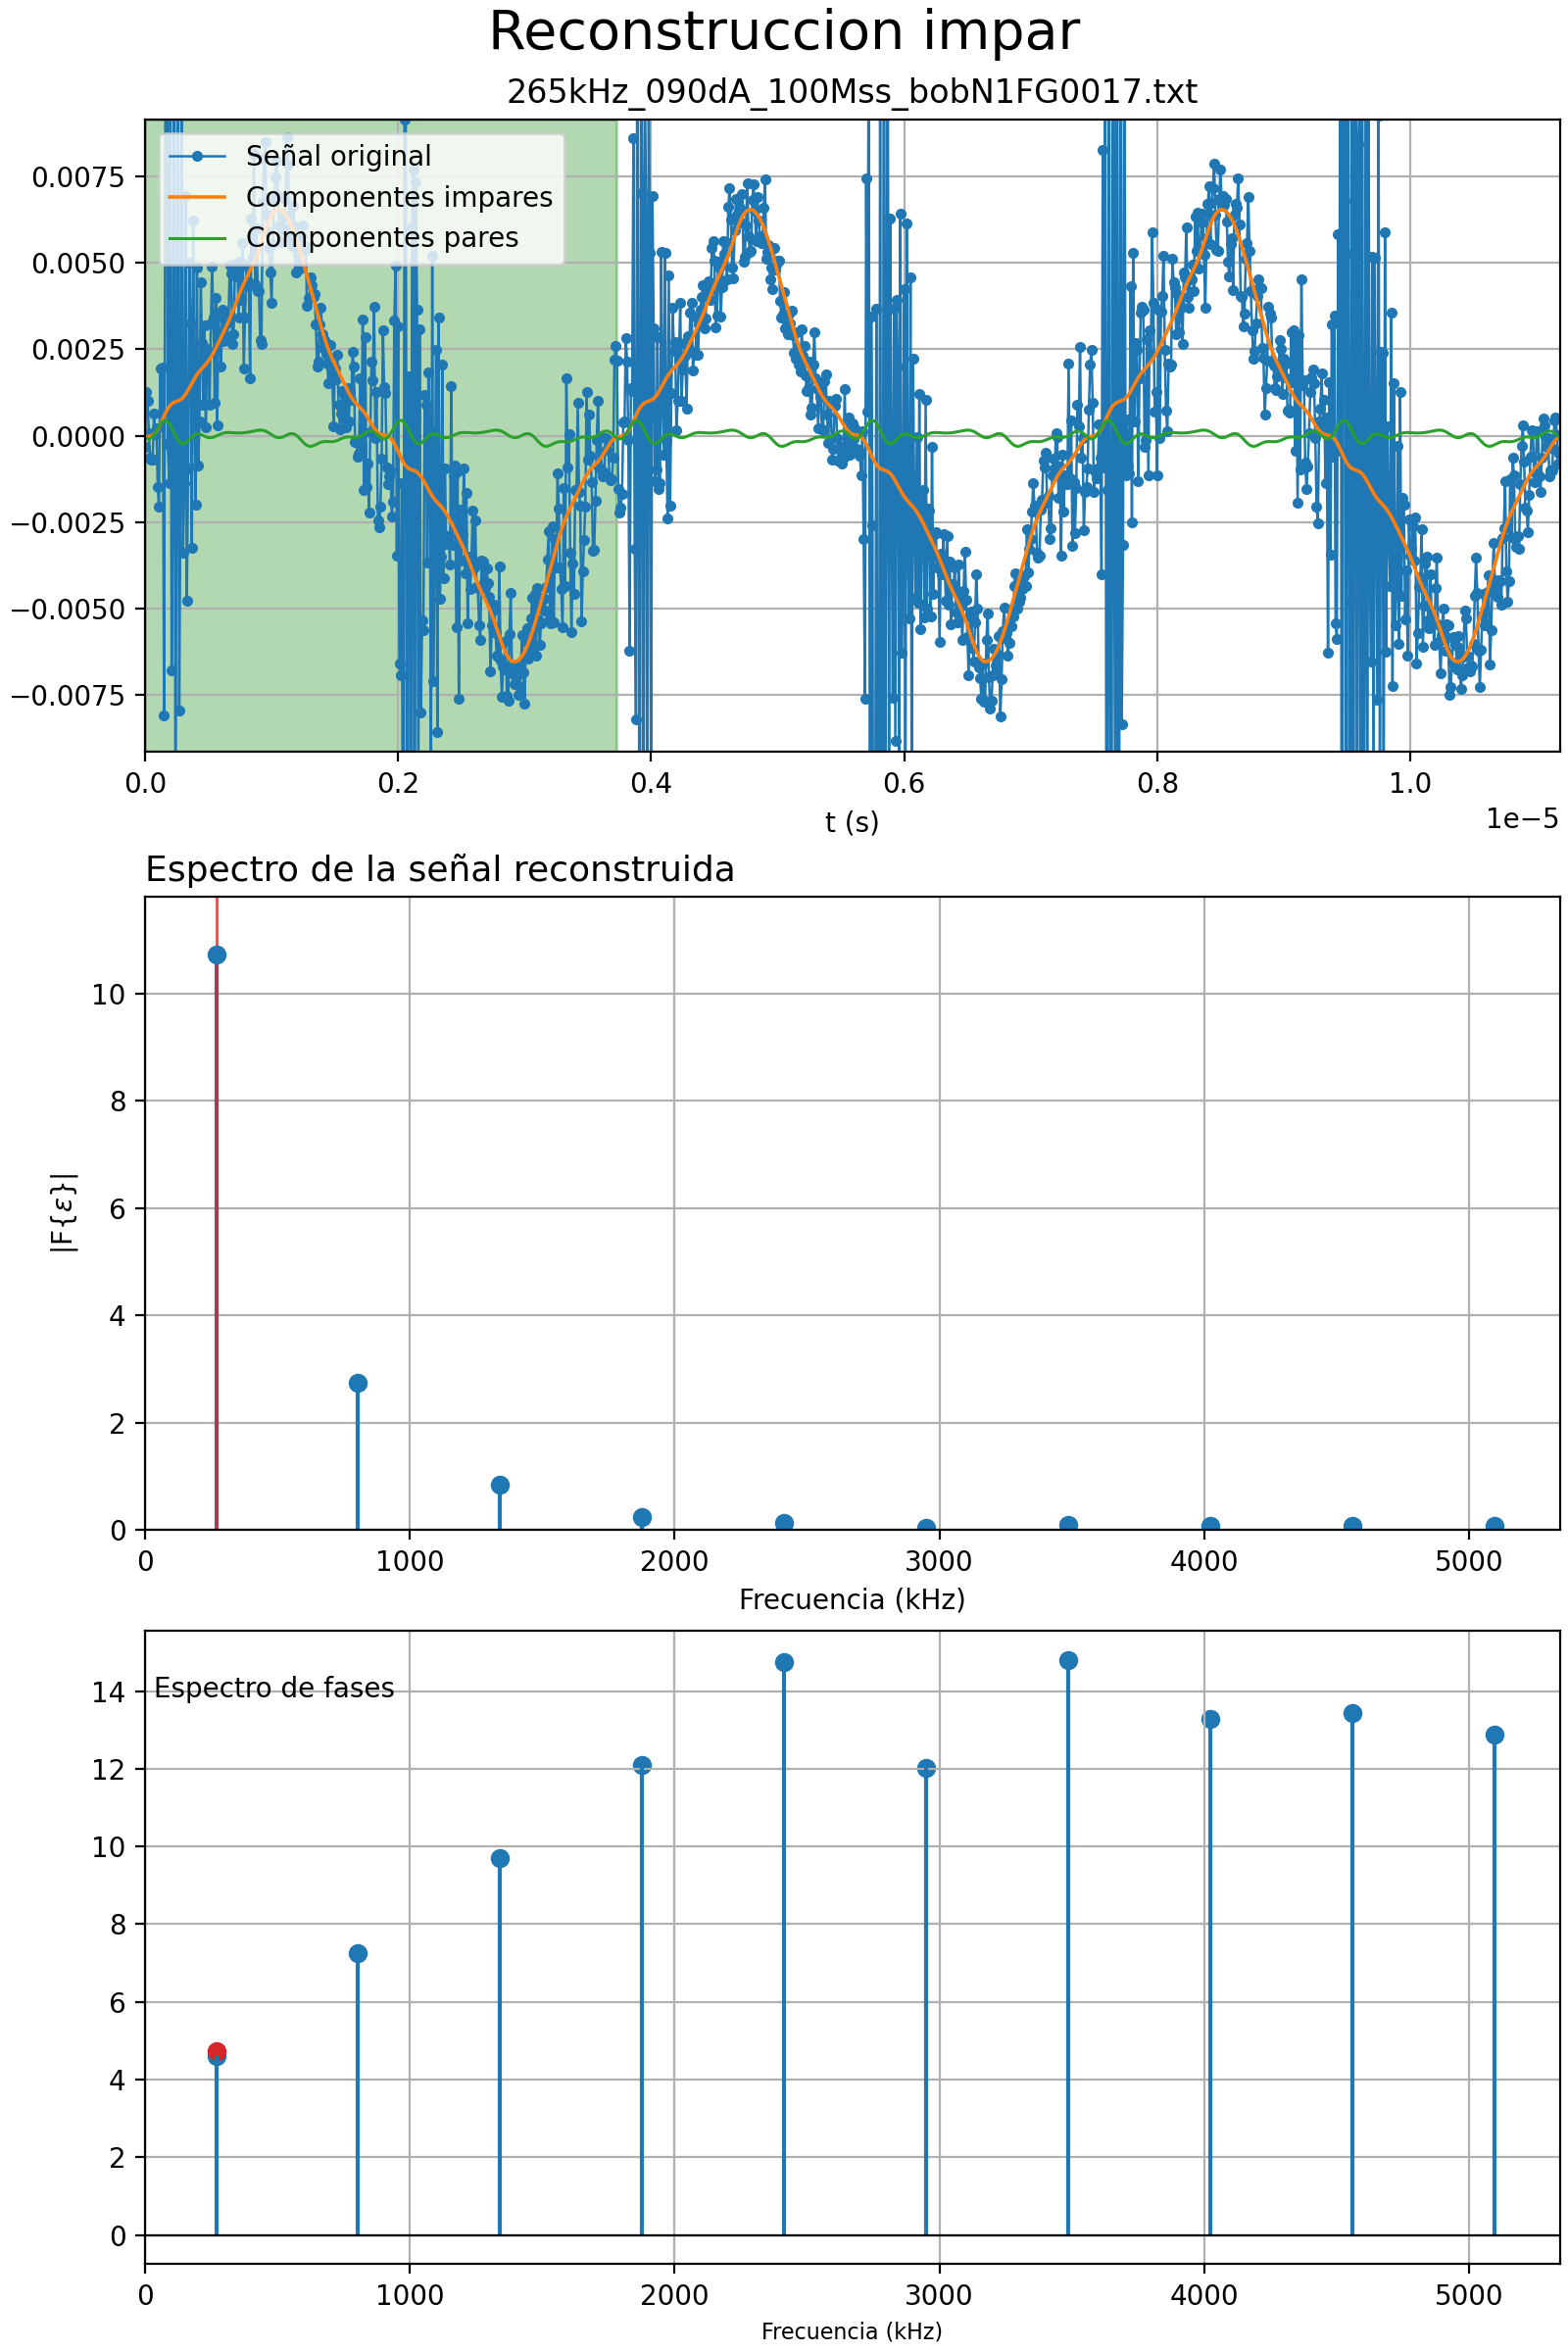 Reconstruccion impar
265kHz_090dA_100Mss_bobN1FG0017.txt
Señal original
Componentes impares
Componentes pares
0.0075
0.0050
0.0025
0.0000
−0.0025
−0.0050
−0.0075
0.0 0.2 0.4 0.6 0.8 1.0
t (s)
1e−5
Espectro de la señal reconstruida
10
8
6
4
2
0
|F{ε}|
0 1000 2000 3000 4000 5000
Frecuencia (kHz)
Espectro de fases
14
12
10
8
6
4
2
0
0 1000 2000 3000 4000 5000
Frecuencia (kHz)